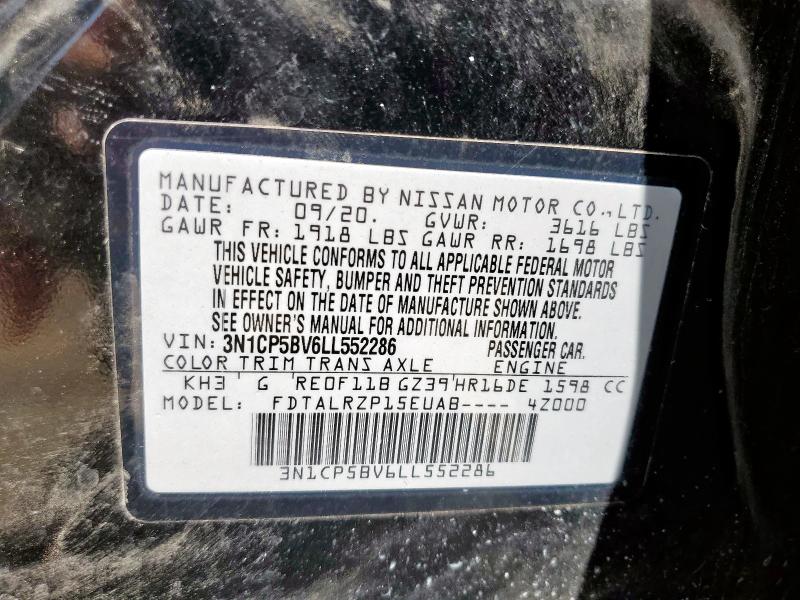 MANUFACTURED BY NISSAN MOTOR CO., LTD.
DATE: 09/20. GVWR: 3616 LBS
GAWR FR: 1918 LBS GAWR RR: 1698 LBS
THIS VEHICLE CONFORMS TO ALL APPLICABLE FEDERAL MOTOR
VEHICLE SAFETY, BUMPER AND THEFT PREVENTION STANDARDS
IN EFFECT ON THE DATE OF MANUFACTURE SHOWN ABOVE.
SEE OWNER'S MANUAL FOR ADDITIONAL INFORMATION.
VIN: 3N1CP5BV6LL552286 PASSENGER CAR.
COLOR TRIM TRANS AXLE ENGINE
KH3 G RE0F11B GZ39 HR16DE 1598 CC
MODEL: FDTALRZP15EUAB---- 4Z000
3N1CP5BV6LL552286